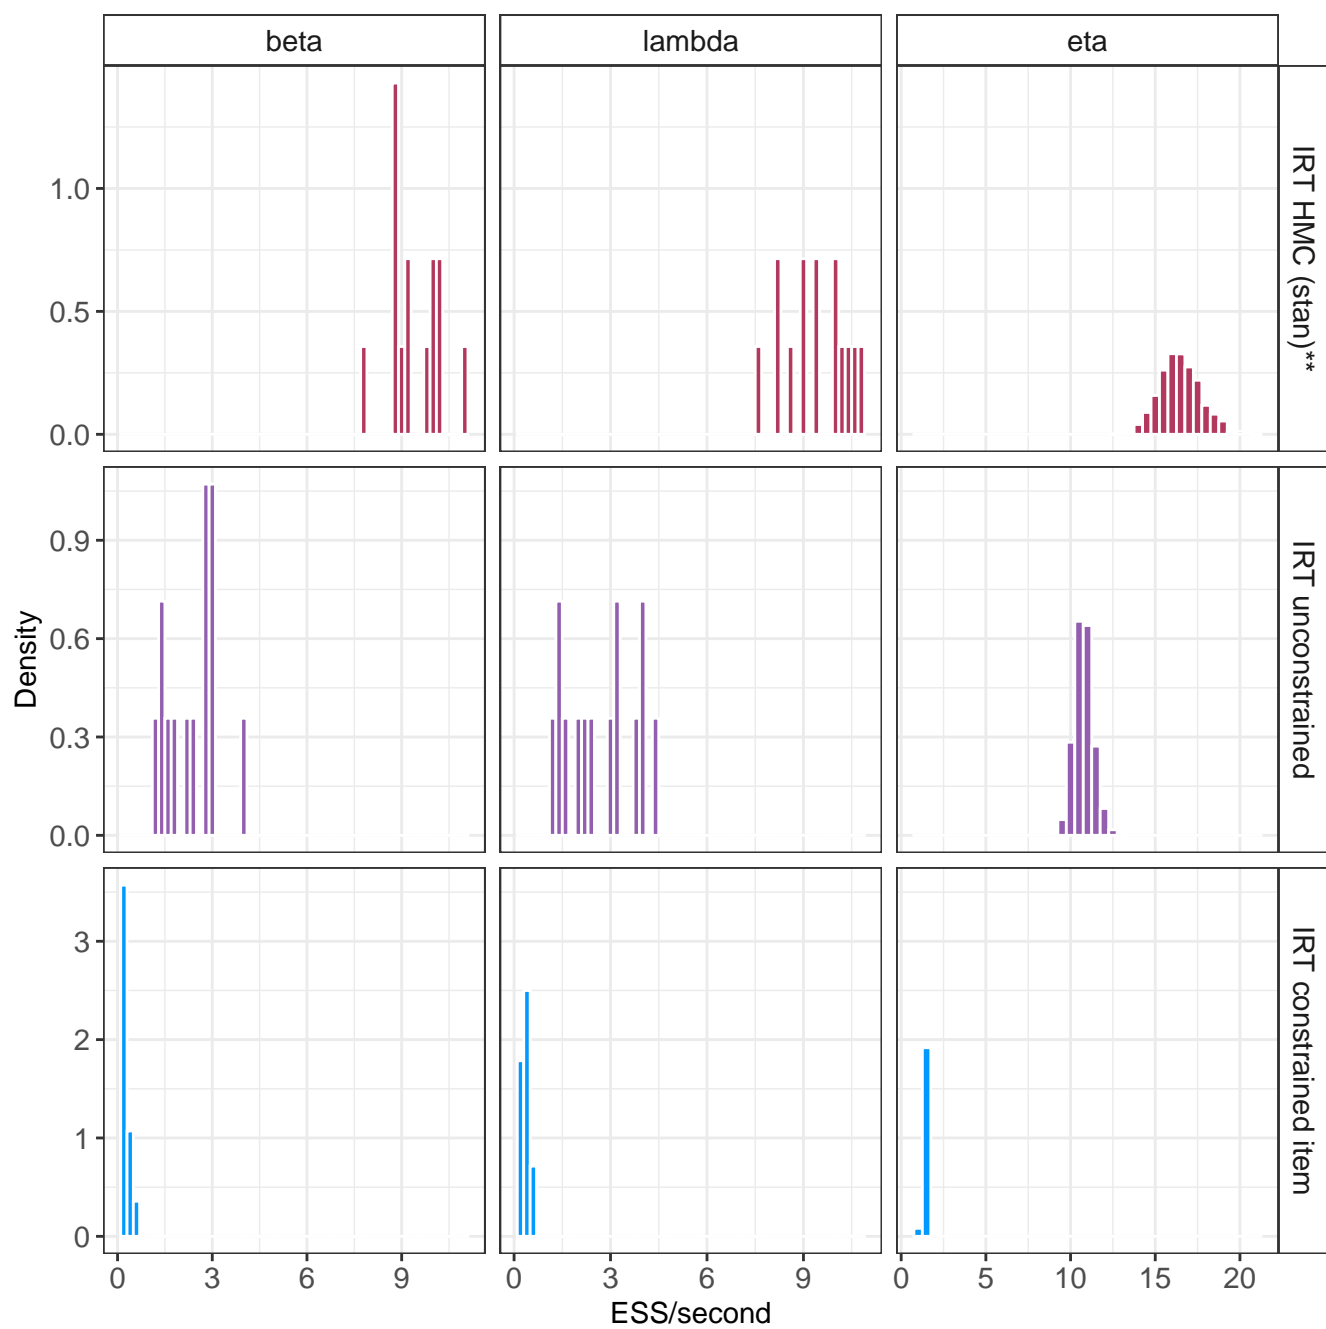 beta
lambda
eta
1.0
0.5
0.0
IRT HMC (stan)**
Density
0.9
0.6
0.3
0.0
IRT unconstrained
3
2
1
0
IRT constrained item
0 3 6 9
0 3 6 9
0 5 10 15 20
ESS/second